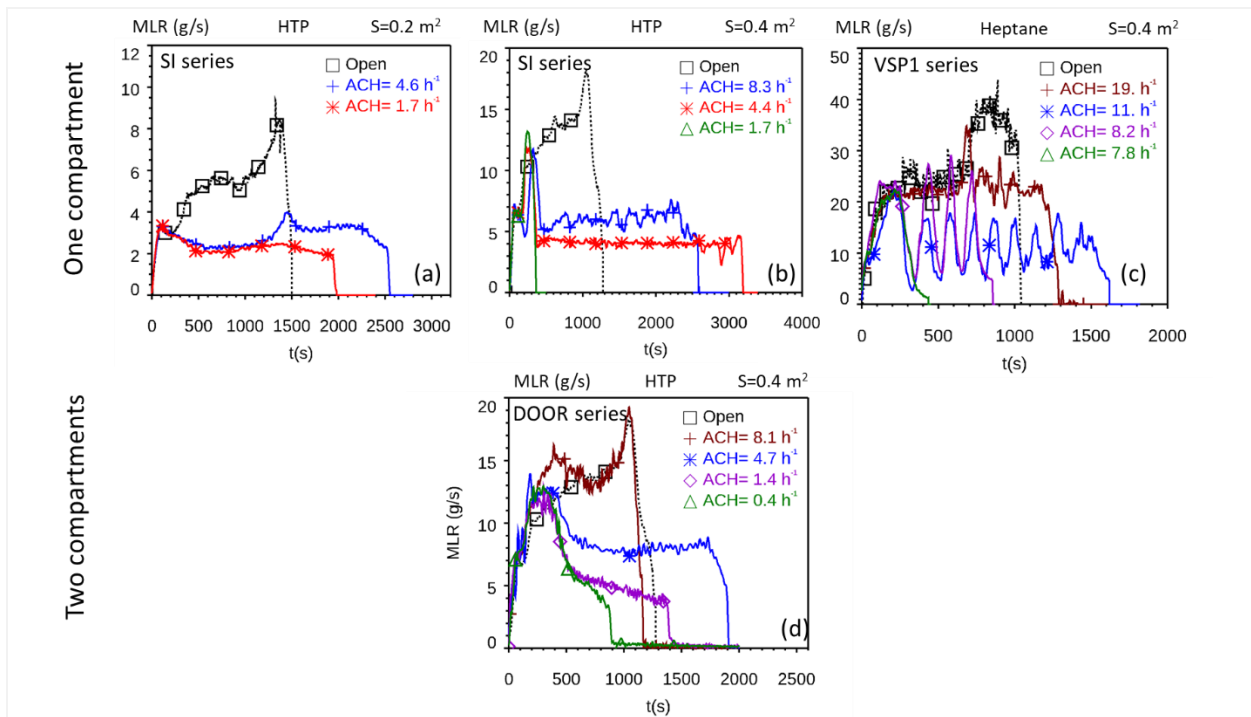 One compartment
MLR (g/s) HTP S=0.2 m²
SI series
Open
ACH= 4.6 h⁻¹
ACH= 1.7 h⁻¹
12
10
8
6
4
2
0
(a)
0 500 1000 1500 2000 2500 3000
t(s)
MLR (g/s) HTP S=0.4 m²
SI series
Open
ACH= 8.3 h⁻¹
ACH= 4.4 h⁻¹
ACH= 1.7 h⁻¹
20
15
10
5
0
(b)
0 1000 2000 3000 4000
t(s)
MLR (g/s) Heptane S=0.4 m²
VSP1 series
Open
ACH= 19. h⁻¹
ACH= 11. h⁻¹
ACH= 8.2 h⁻¹
ACH= 7.8 h⁻¹
50
40
30
20
10
0
(c)
0 500 1000 1500 2000
t(s)
Two compartments
MLR (g/s) HTP S=0.4 m²
DOOR series
Open
ACH= 8.1 h⁻¹
ACH= 4.7 h⁻¹
ACH= 1.4 h⁻¹
ACH= 0.4 h⁻¹
MLR (g/s)
20
15
10
5
0
(d)
0 500 1000 1500 2000 2500
t(s)